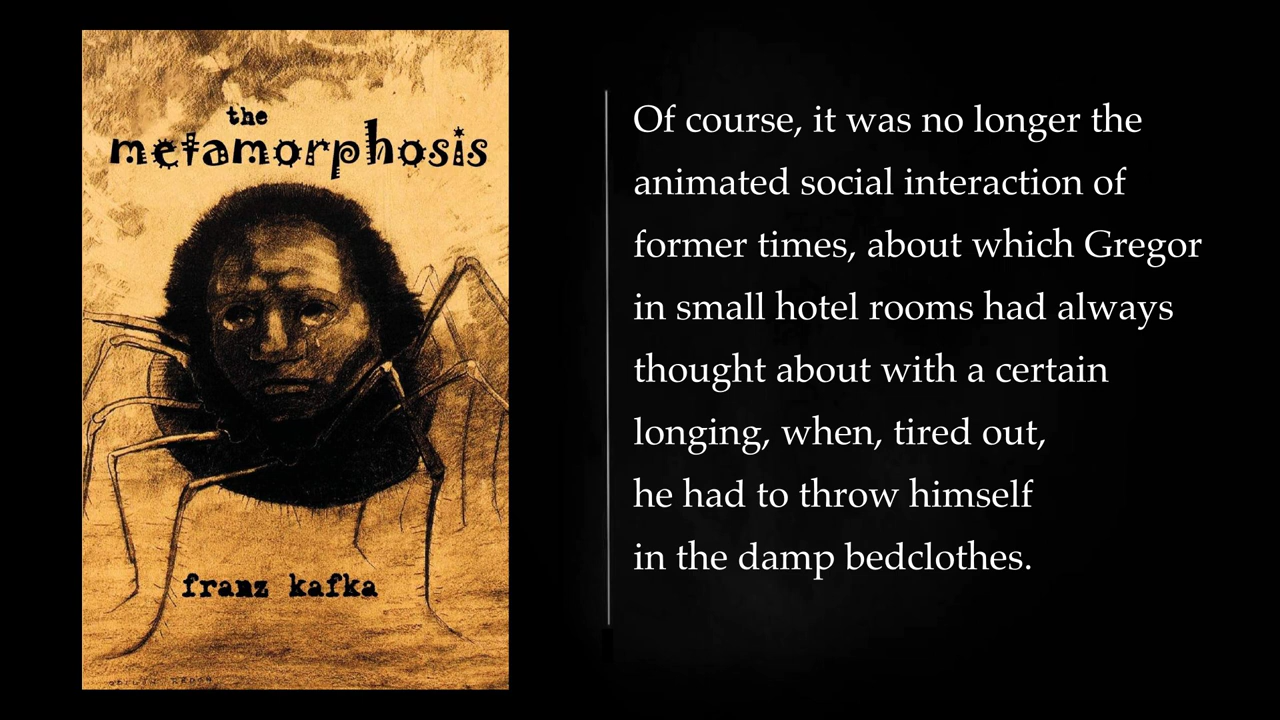 the
metamorphosis
franz kafka
ODILON REDON
Of course, it was no longer the
animated social interaction of
former times, about which Gregor
in small hotel rooms had always
thought about with a certain
longing, when, tired out,
he had to throw himself
in the damp bedclothes.